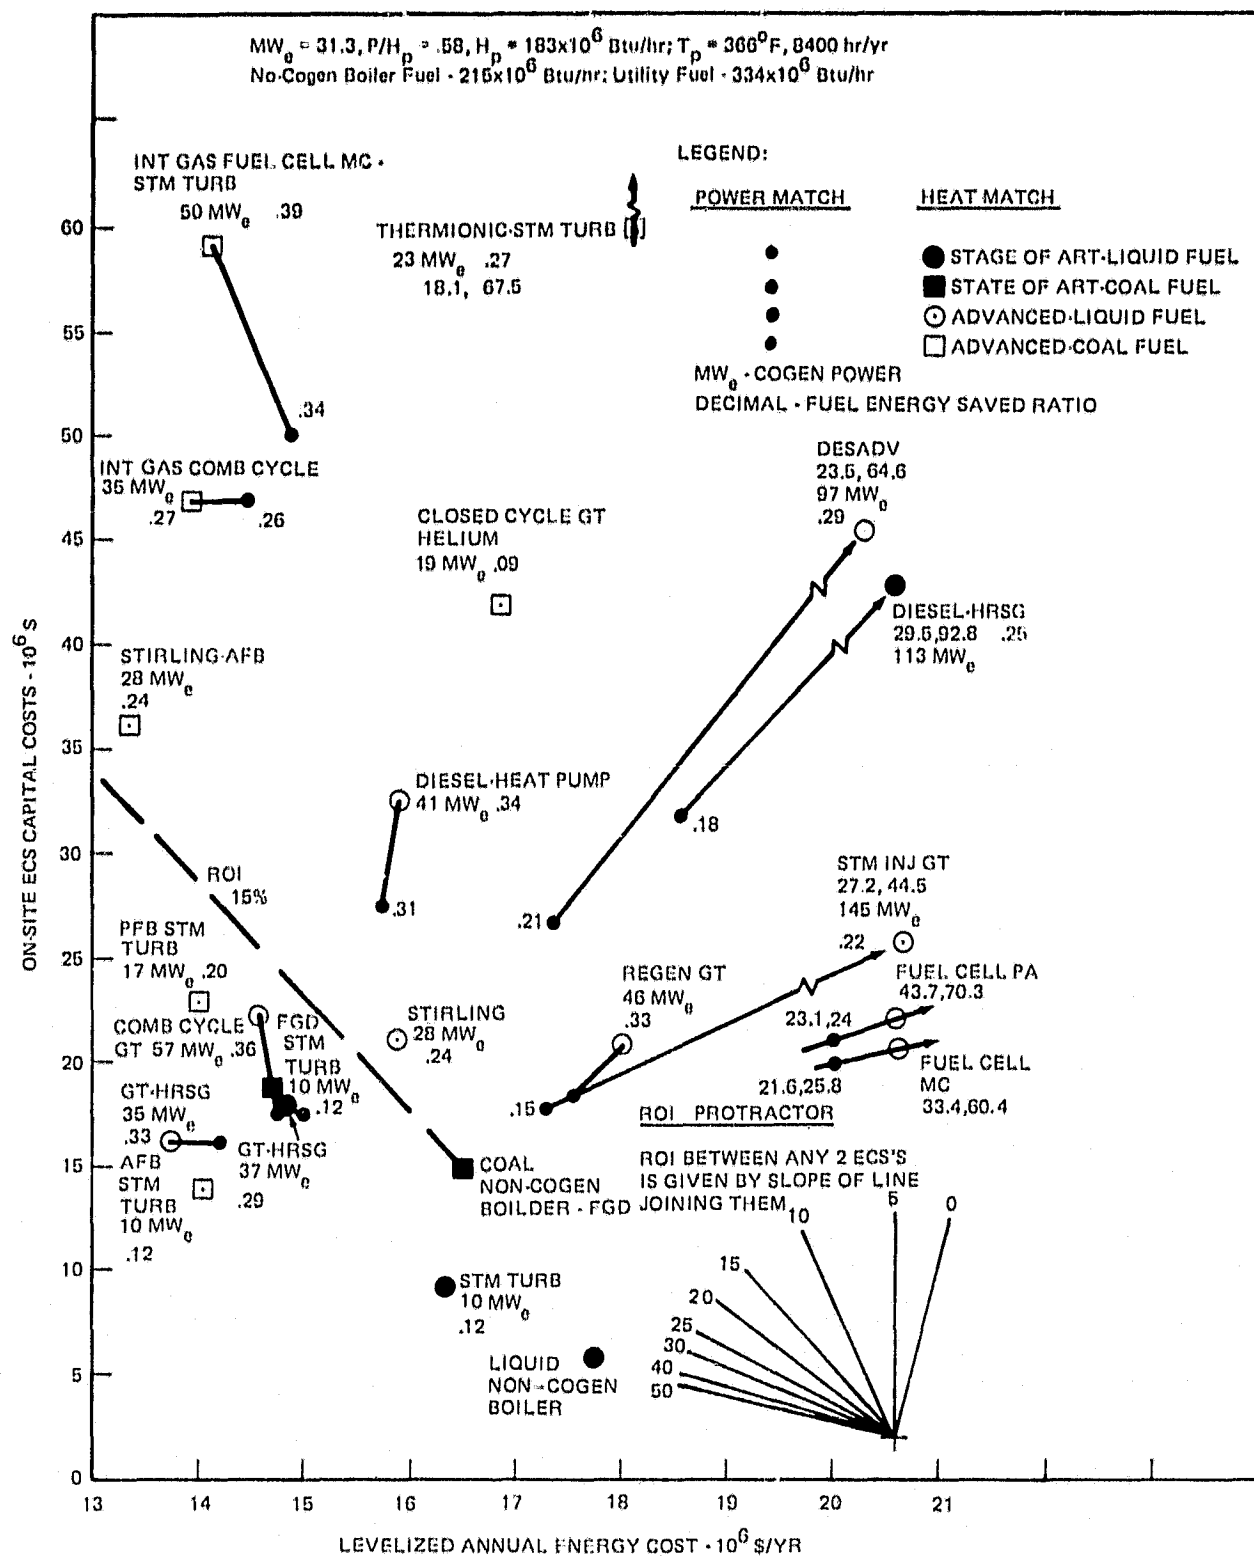 MWe = 31.3, P/Hp = .58, Hp = 183x10^6 Btu/hr; Tp = 366°F, 8400 hr/yr
No-Cogen Boiler Fuel - 215x10^6 Btu/hr; Utility Fuel - 334x10^6 Btu/hr
INT GAS FUEL CELL MC -
STM TURB
50 MWe .39
.34
THERMIONIC-STM TURB
23 MWe .27
18.1, 67.5
LEGEND:
POWER MATCH
HEAT MATCH
STAGE OF ART-LIQUID FUEL
STATE OF ART-COAL FUEL
ADVANCED-LIQUID FUEL
ADVANCED-COAL FUEL
MWe - COGEN POWER
DECIMAL - FUEL ENERGY SAVED RATIO
INT GAS COMB CYCLE
35 MWe
.27
.26
CLOSED CYCLE GT
HELIUM
19 MWe .09
DESADV
23.5, 64.6
97 MWe
.29
DIESEL-HRSG
29.5,92.8 .25
113 MWe
STIRLING-AFB
28 MWe
.24
DIESEL-HEAT PUMP
41 MWe .34
.31
.18
.21
ROI
15%
STM INJ GT
27.2, 44.5
145 MWe
.22
PFB STM
TURB
17 MWe .20
REGEN GT
46 MWe
.33
.15
FUEL CELL PA
43.7,70.3
23.1,24
FUEL CELL
MC
33.4,60.4
21.6,25.8
COMB CYCLE
GT 57 MWe .36
FGD
STM
TURB
10 MWe
.12
STIRLING
28 MWe
.24
GT-HRSG
35 MWe
.33
GT-HRSG
37 MWe
.29
AFB
STM
TURB
10 MWe
.12
COAL
NON-COGEN
BOILDER - FGD
STM TURB
10 MWe
.12
LIQUID
NON-COGEN
BOILER
ROI PROTRACTOR
ROI BETWEEN ANY 2 ECS'S
IS GIVEN BY SLOPE OF LINE
JOINING THEM
0
5
10
15
20
25
30
40
50
ON-SITE ECS CAPITAL COSTS - 10^6 $
60
55
50
45
40
35
30
25
20
15
10
5
0
13 14 15 16 17 18 19 20 21
LEVELIZED ANNUAL ENERGY COST - 10^6 $/YR